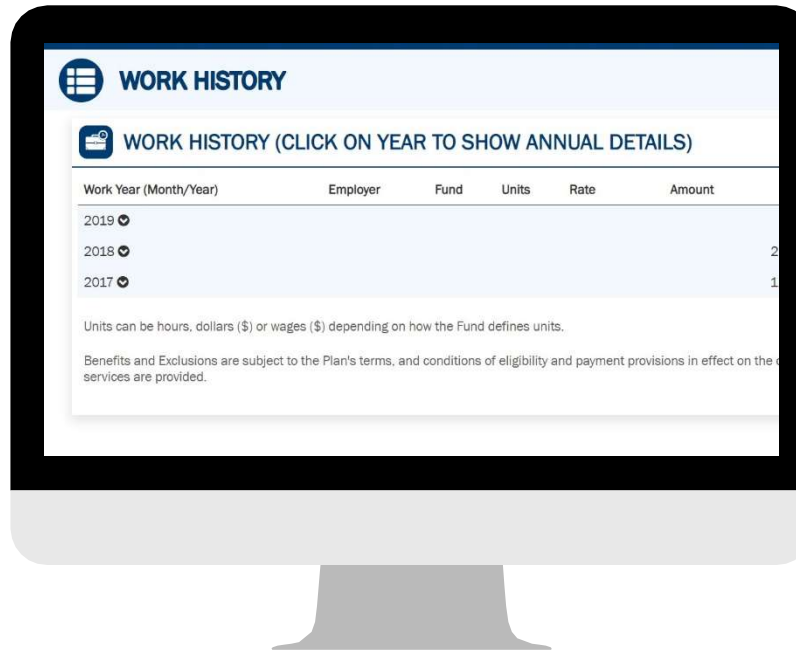 WORK HISTORY
WORK HISTORY (CLICK ON YEAR TO SHOW ANNUAL DETAILS)
Work Year (Month/Year) Employer Fund Units Rate Amount
2019
2018 2
2017 1
Units can be hours, dollars ($) or wages ($) depending on how the Fund defines units.
Benefits and Exclusions are subject to the Plan's terms, and conditions of eligibility and payment provisions in effect on the
services are provided.